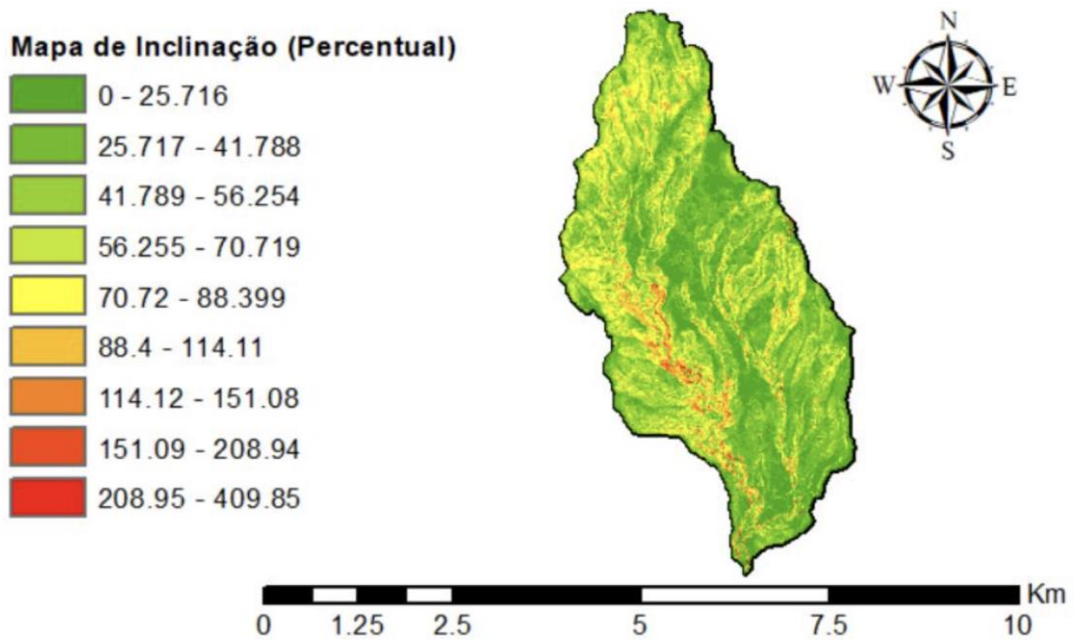 Mapa de Inclinação (Percentual)
0 - 25.716
25.717 - 41.788
41.789 - 56.254
56.255 - 70.719
70.72 - 88.399
88.4 - 114.11
114.12 - 151.08
151.09 - 208.94
208.95 - 409.85
N
W E
S
Km
0 1.25 2.5 5 7.5 10